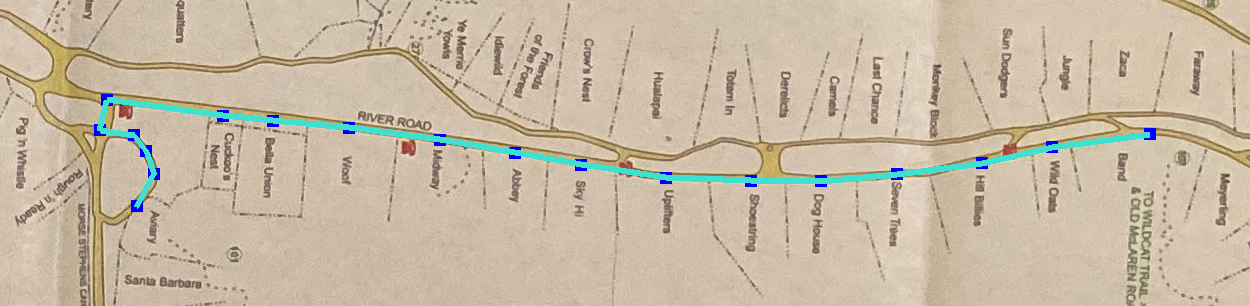 Ye Merrie
Yowls
Idlewild
Friends
of the Forest
Crow's Nest
Hualapai
Totem In
Derelicts
Camels
Last Chance
Monkey Block
Sun Dodgers
Jungle
Zaca
Faraway
27
RIVER ROAD
Pig 'n Whistle
Rough 'n Ready
Cuckoo's
Nest
Bella Union
Woof
Midway
Abbey
Sky Hi
Uplifters
Shoestring
Dog House
Seven Trees
Hill Billies
Wild Oats
Band
Meyerling
Aviary
Santa Barbara
101
MORSE STEPHENS
TO WILDCAT TRAIL
& OLD McLAREN